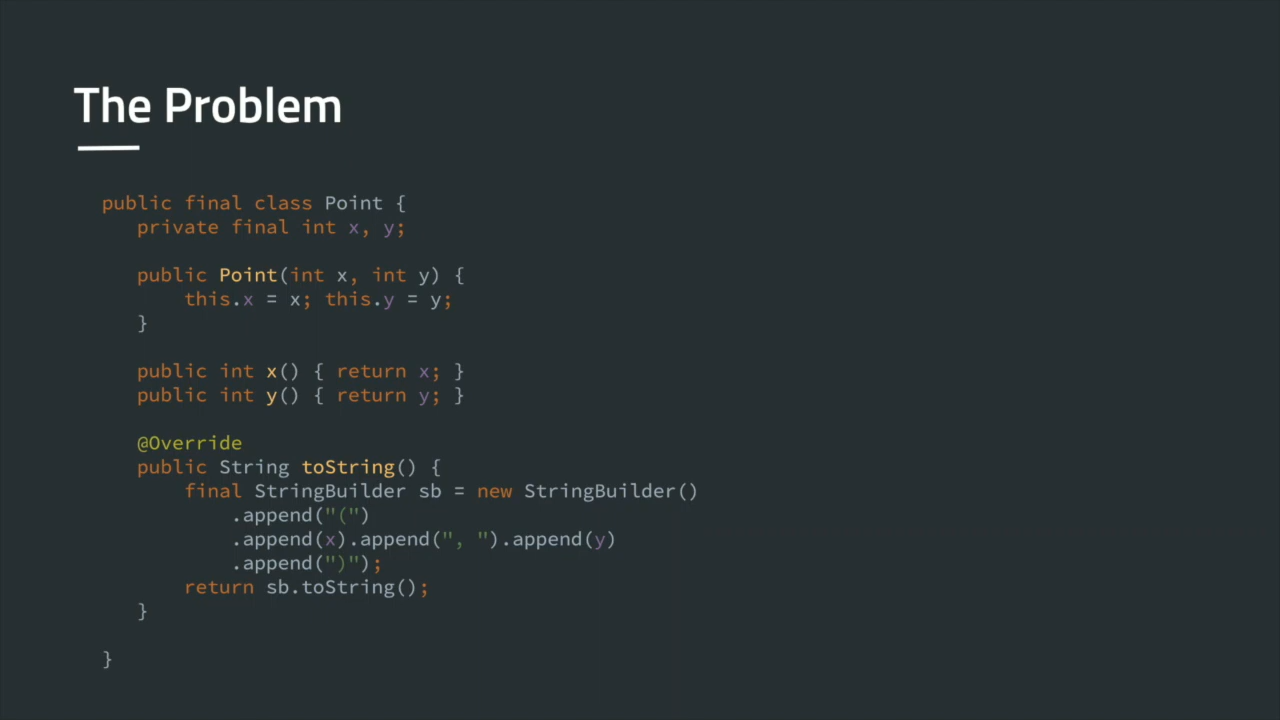 The Problem
public final class Point {
private final int x, y;
public Point(int x, int y) {
this.x = x; this.y = y;
}
public int x() { return x; }
public int y() { return y; }
@Override
public String toString() {
final StringBuilder sb = new StringBuilder()
.append("(")
.append(x).append(", ").append(y)
.append(")");
return sb.toString();
}
}